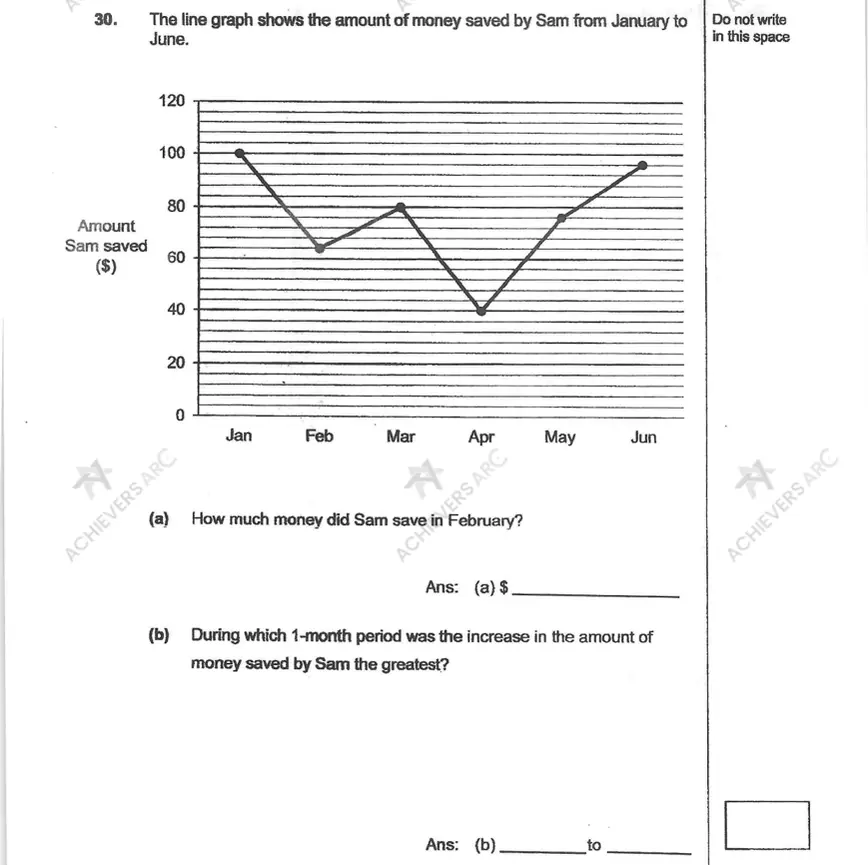 30. The line graph shows the amount of money saved by Sam from January to
June.
Do not write
in this space
120
100
80
Amount
Sam saved
($)
60
40
20
0
Jan Feb Mar Apr May Jun
ACHIEVERS ARC
ACHIEVERS ARC
ACHIEVERS ARC
(a) How much money did Sam save in February?
Ans: (a) $
(b) During which 1-month period was the increase in the amount of
money saved by Sam the greatest?
Ans: (b) to